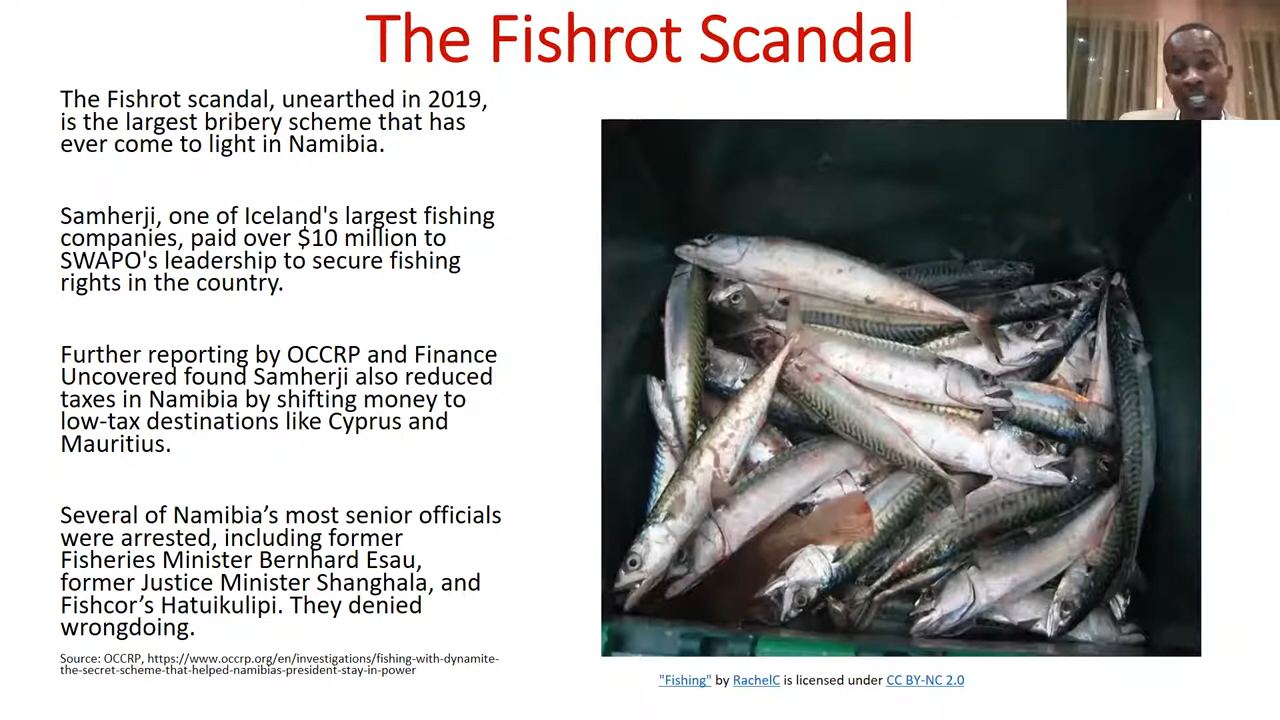 The Fishrot Scandal
The Fishrot scandal, unearthed in 2019,
is the largest bribery scheme that has
ever come to light in Namibia.
Samherji, one of Iceland's largest fishing
companies, paid over $10 million to
SWAPO's leadership to secure fishing
rights in the country.
Further reporting by OCCRP and Finance
Uncovered found Samherji also reduced
taxes in Namibia by shifting money to
low-tax destinations like Cyprus and
Mauritius.
Several of Namibia’s most senior officials
were arrested, including former
Fisheries Minister Bernhard Esau,
former Justice Minister Shanghala, and
Fishcor’s Hatuikulipi. They denied
wrongdoing.
Source: OCCRP, https://www.occrp.org/en/investigations/fishing-with-dynamite-
the-secret-scheme-that-helped-namibias-president-stay-in-power
"Fishing" by RachelC is licensed under CC BY-NC 2.0